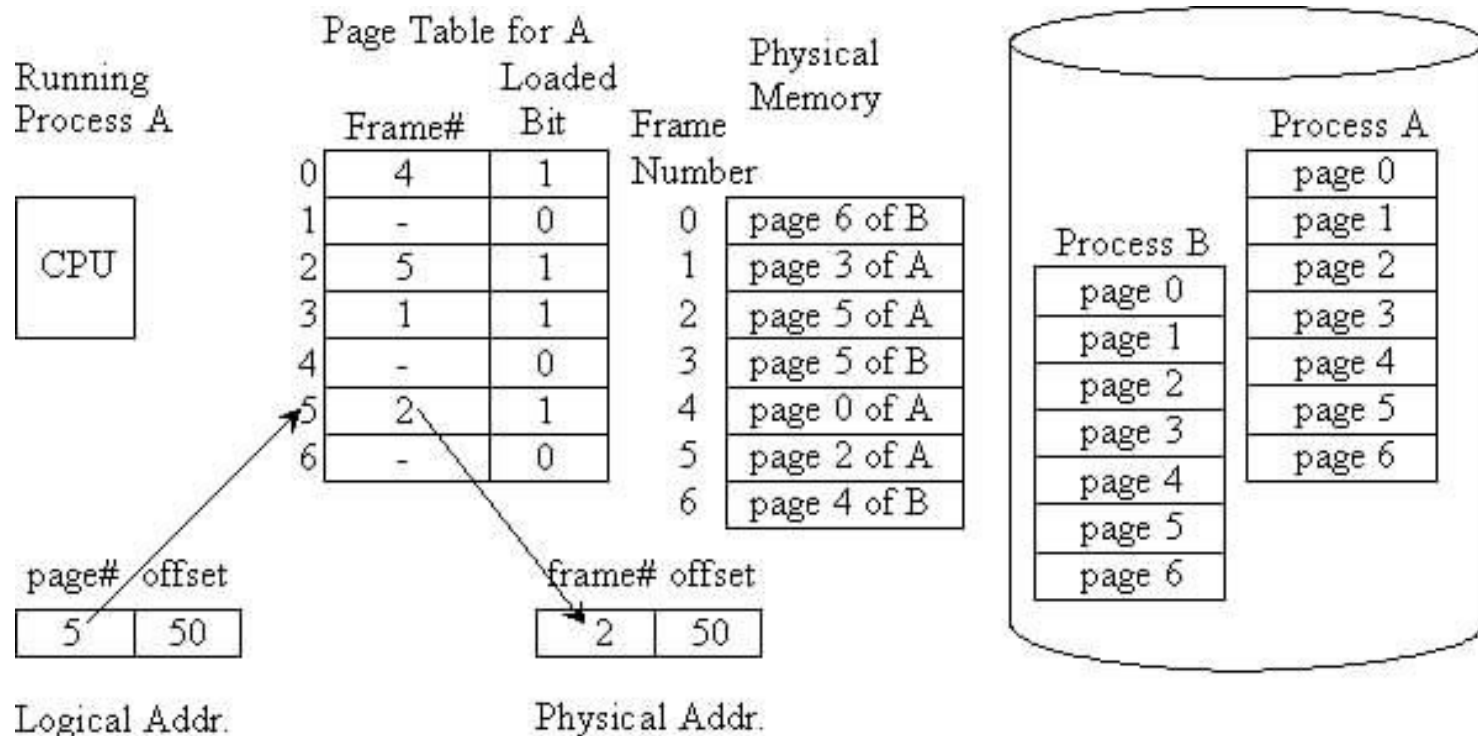 Page Table for A
Running
Process A
CPU
Frame#
Loaded
Bit
0 4 1
1 - 0
2 5 1
3 1 1
4 - 0
5 2 1
6 - 0
Physical
Memory
Frame
Number
0 page 6 of B
1 page 3 of A
2 page 5 of A
3 page 5 of B
4 page 0 of A
5 page 2 of A
6 page 4 of B
Process B
page 0
page 1
page 2
page 3
page 4
page 5
page 6
Process A
page 0
page 1
page 2
page 3
page 4
page 5
page 6
page# offset
5 50
Logical Addr.
frame# offset
2 50
Physical Addr.